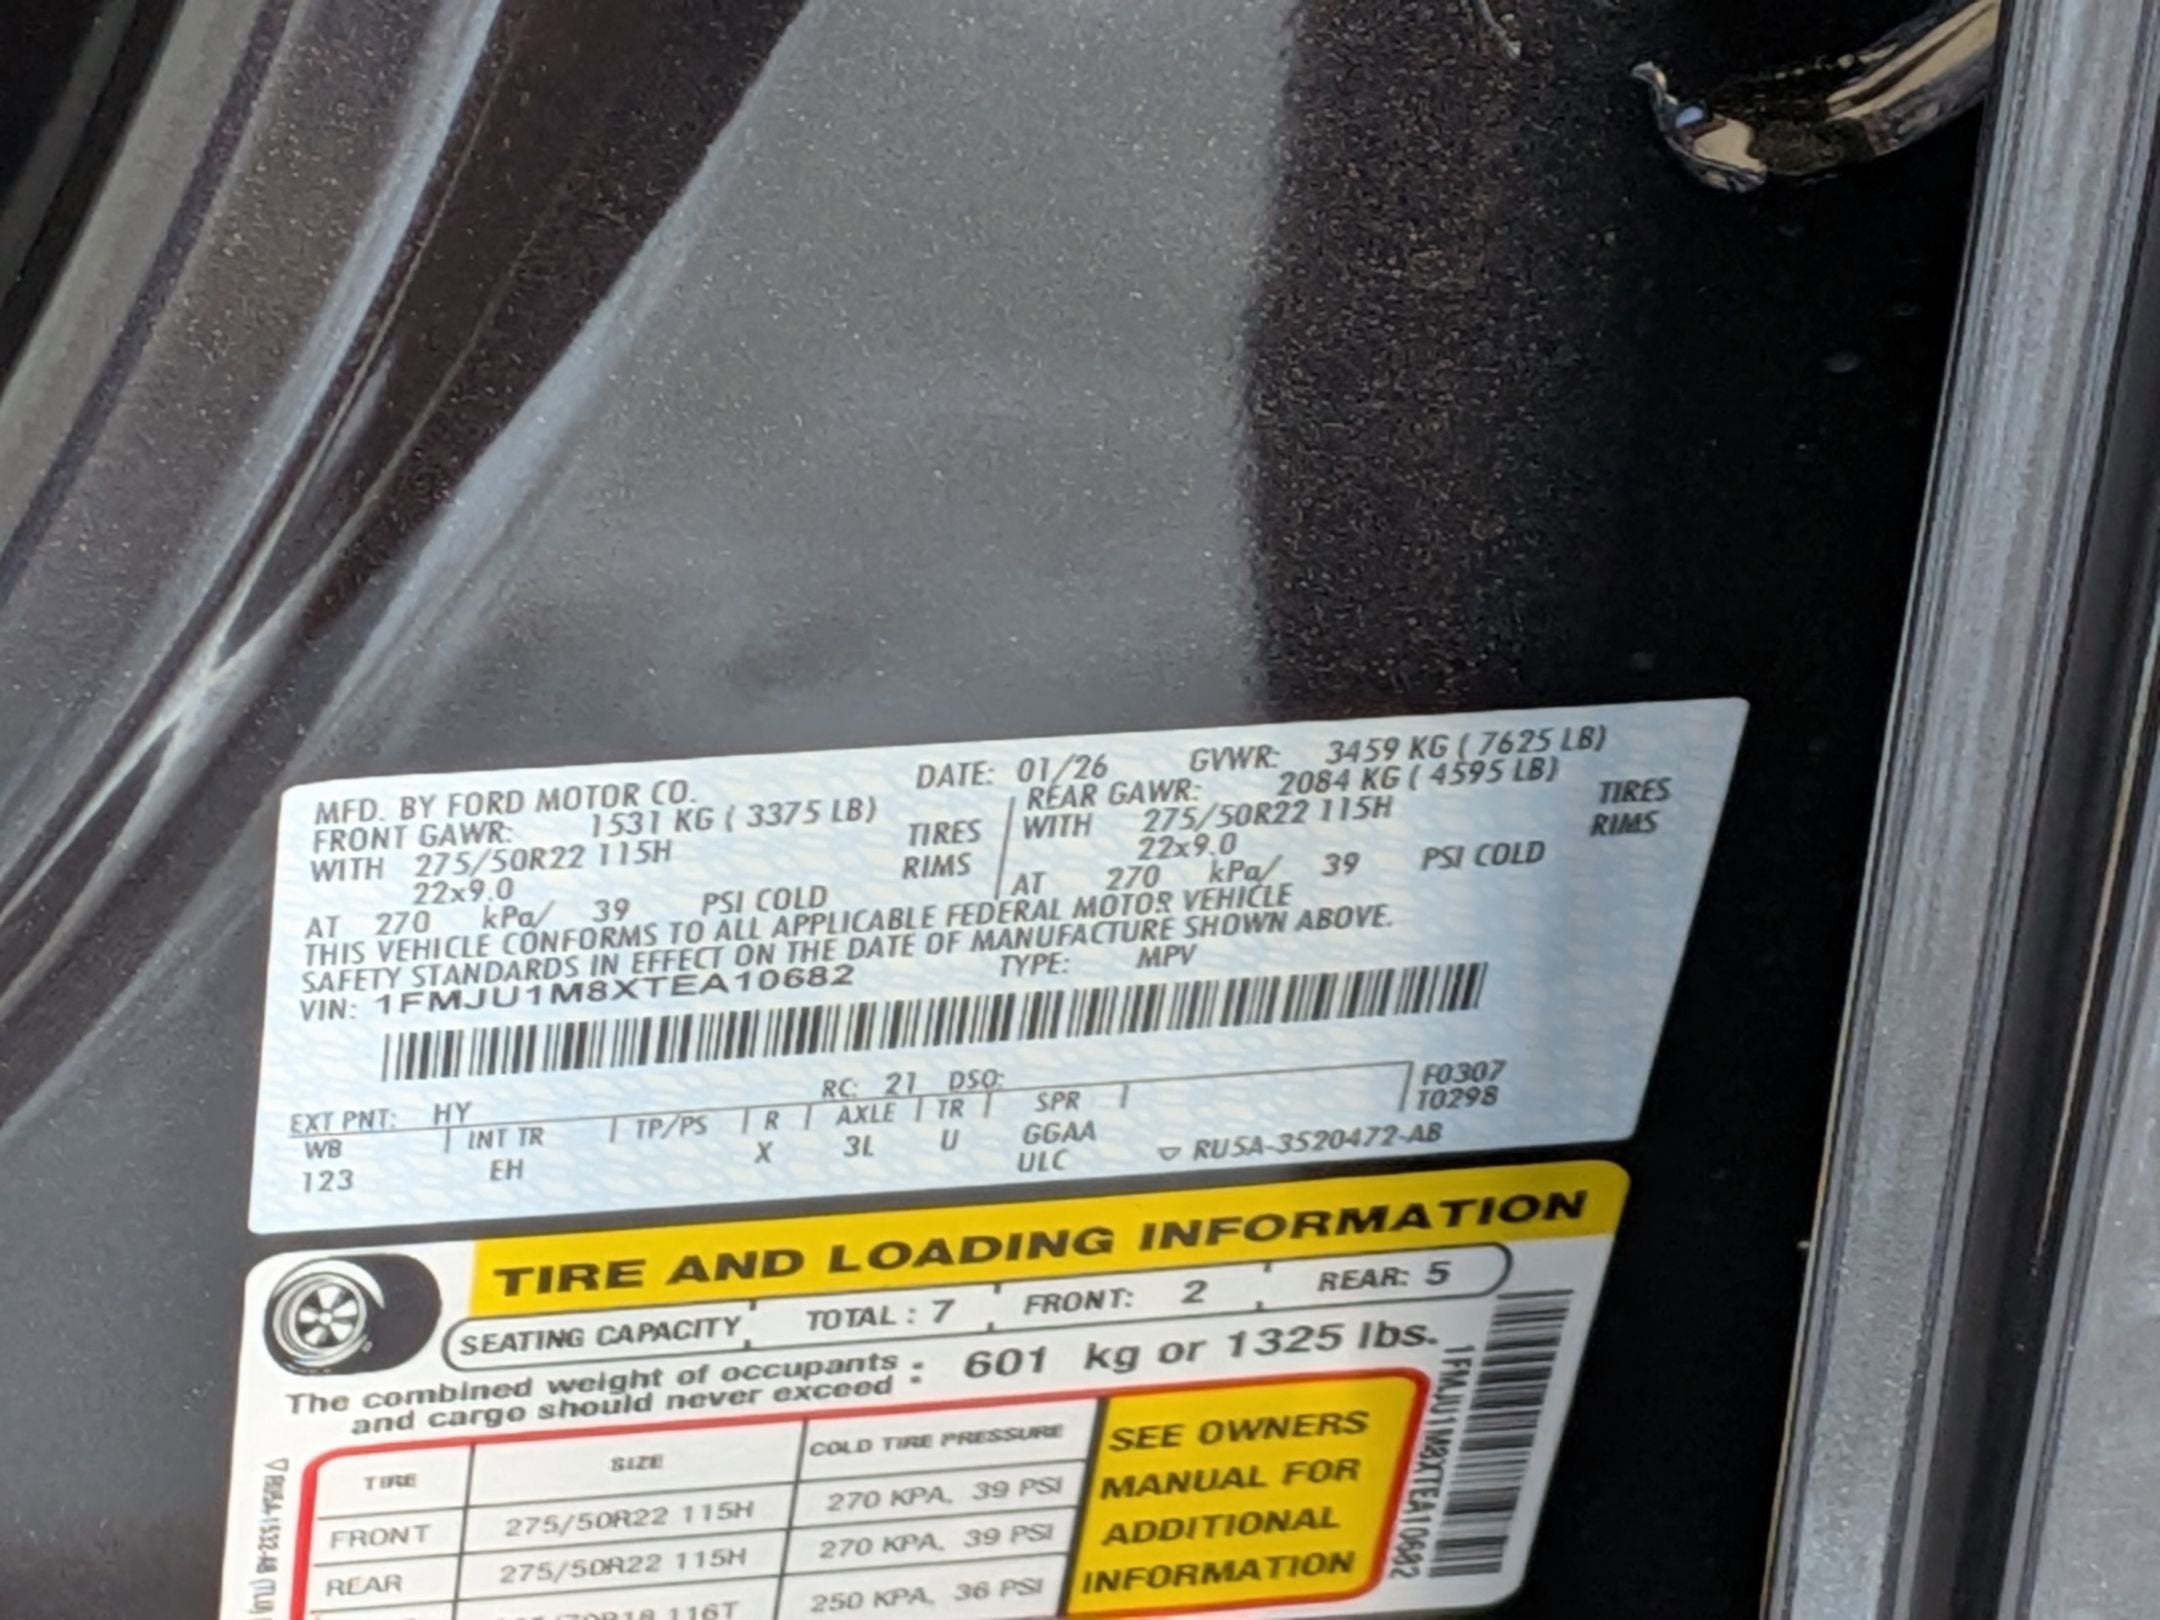 MFD. BY FORD MOTOR CO. DATE: 01/26 GVWR: 3459 KG ( 7625 LB)
FRONT GAWR: 1531 KG ( 3375 LB) REAR GAWR: 2084 KG ( 4595 LB)
WITH 275/50R22 115H TIRES WITH 275/50R22 115H TIRES
22x9.0 RIMS 22x9.0 RIMS
AT 270 kPa/ 39 PSI COLD AT 270 kPa/ 39 PSI COLD
THIS VEHICLE CONFORMS TO ALL APPLICABLE FEDERAL MOTOR VEHICLE
SAFETY STANDARDS IN EFFECT ON THE DATE OF MANUFACTURE SHOWN ABOVE.
VIN: 1FMJU1M8XTEA10682 TYPE: MPV
EXT PNT: HY RC: 21 DSO: F0307
WB INT TR TP/PS R AXLE TR SPR T0298
123 EH X 3L U GGAA
ULC ▽ RU5A-3520472-AB
TIRE AND LOADING INFORMATION
SEATING CAPACITY TOTAL : 7 FRONT: 2 REAR: 5
The combined weight of occupants
and cargo should never exceed : 601 kg or 1325 lbs.
TIRE SIZE COLD TIRE PRESSURE
FRONT 275/50R22 115H 270 KPA, 39 PSI
REAR 275/50R22 115H 270 KPA, 39 PSI
116T 250 KPA, 36 PSI
SEE OWNERS
MANUAL FOR
ADDITIONAL
INFORMATION
1FMJU1M8XTEA10682